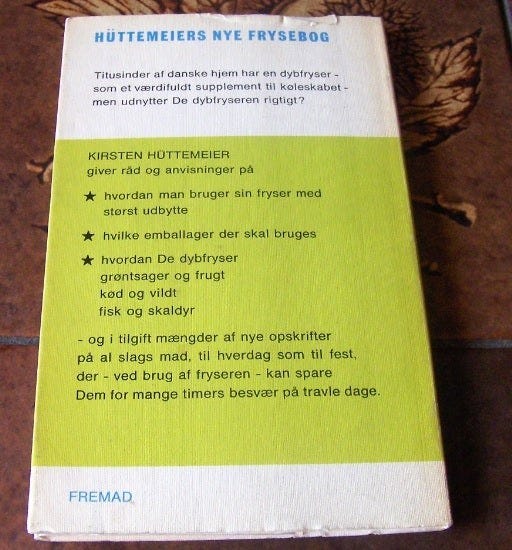 HÜTTEMEIERS NYE FRYSEBOG
Titusinder af danske hjem har en dybfryser -
som et værdifuldt supplement til køleskabet -
men udnytter De dybfryseren rigtigt?
KIRSTEN HÜTTEMEIER
giver råd og anvisninger på
★ hvordan man bruger sin fryser med
størst udbytte
★ hvilke emballager der skal bruges
★ hvordan De dybfryser
grøntsager og frugt
kød og vildt
fisk og skaldyr
- og i tilgift mængder af nye opskrifter
på al slags mad, til hverdag som til fest,
der - ved brug af fryseren - kan spare
Dem for mange timers besvær på travle dage.
FREMAD